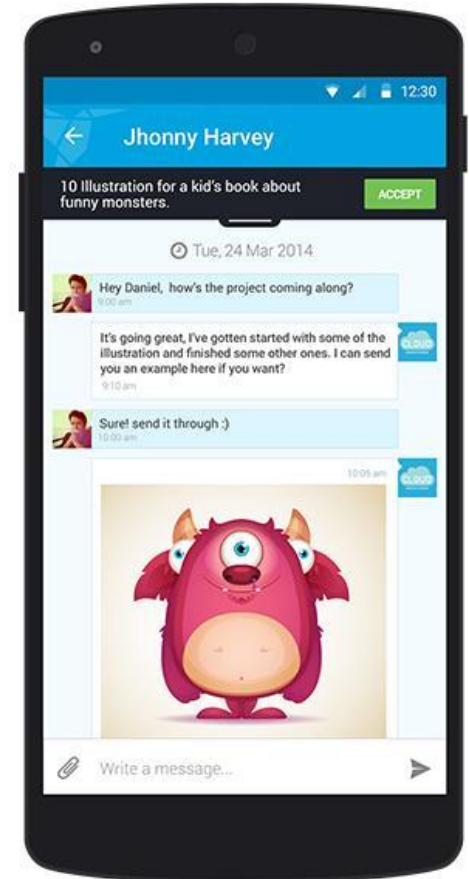 12:30
Jhonny Harvey
10 Illustration for a kid's book about
funny monsters.
ACCEPT
Tue, 24 Mar 2014
Hey Daniel, how's the project coming along?
9:00 am
It's going great, I've gotten started with some of the
illustration and finished some other ones. I can send
you an example here if you want?
9:10 am
CLOUD
Sure! send it through :)
10:00 am
10:05 am
CLOUD
Write a message...